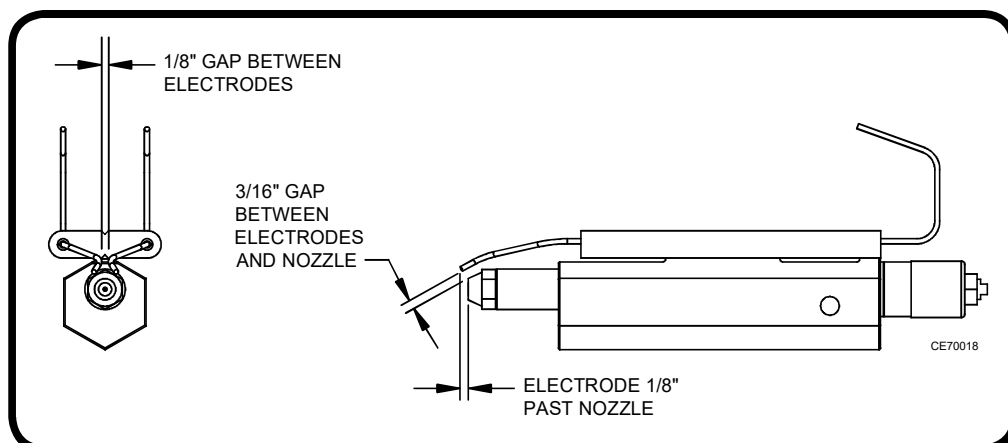 1/8" GAP BETWEEN
ELECTRODES
3/16" GAP
BETWEEN
ELECTRODES
AND NOZZLE
CE70018
ELECTRODE 1/8"
PAST NOZZLE